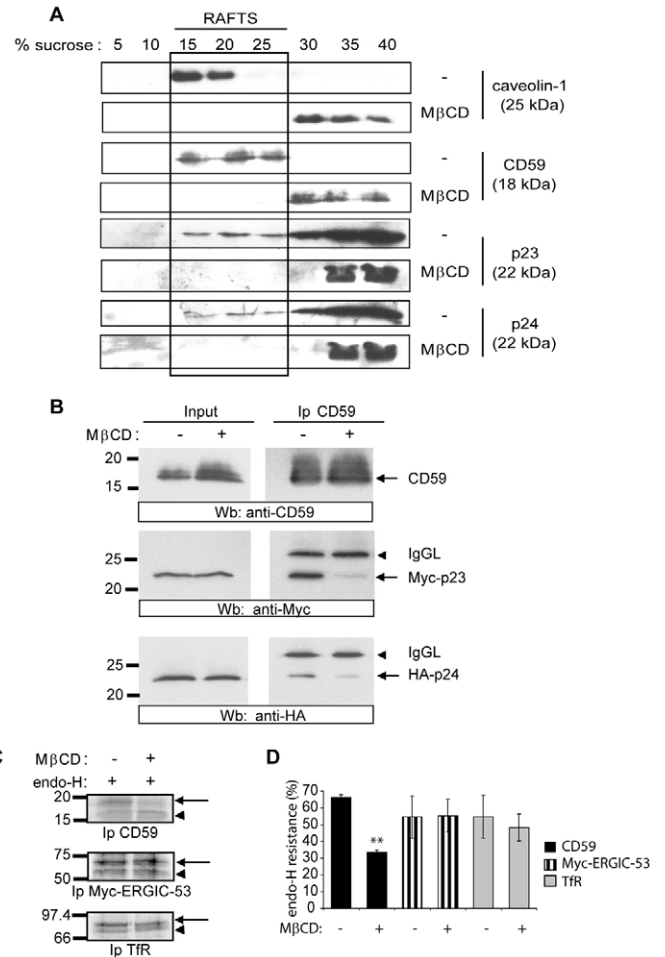 A
RAFTS
% sucrose : 5 10 15 20 25 30 35 40
-
MβCD
caveolin-1
(25 kDa)
-
MβCD
CD59
(18 kDa)
-
MβCD
p23
(22 kDa)
-
MβCD
p24
(22 kDa)
B
Input Ip CD59
MβCD : - + - +
20
15
CD59
Wb: anti-CD59
25
20
IgGL
Myc-p23
Wb: anti-Myc
25
20
IgGL
HA-p24
Wb: anti-HA
MβCD : - +
endo-H: + +
20
15
Ip CD59
75
50
Ip Myc-ERGIC-53
97.4
66
Ip TfR
D
endo-H resistance (%)
70
60
50
40
30
20
10
0
**
CD59
Myc-ERGIC-53
TfR
MβCD: - + - + - +